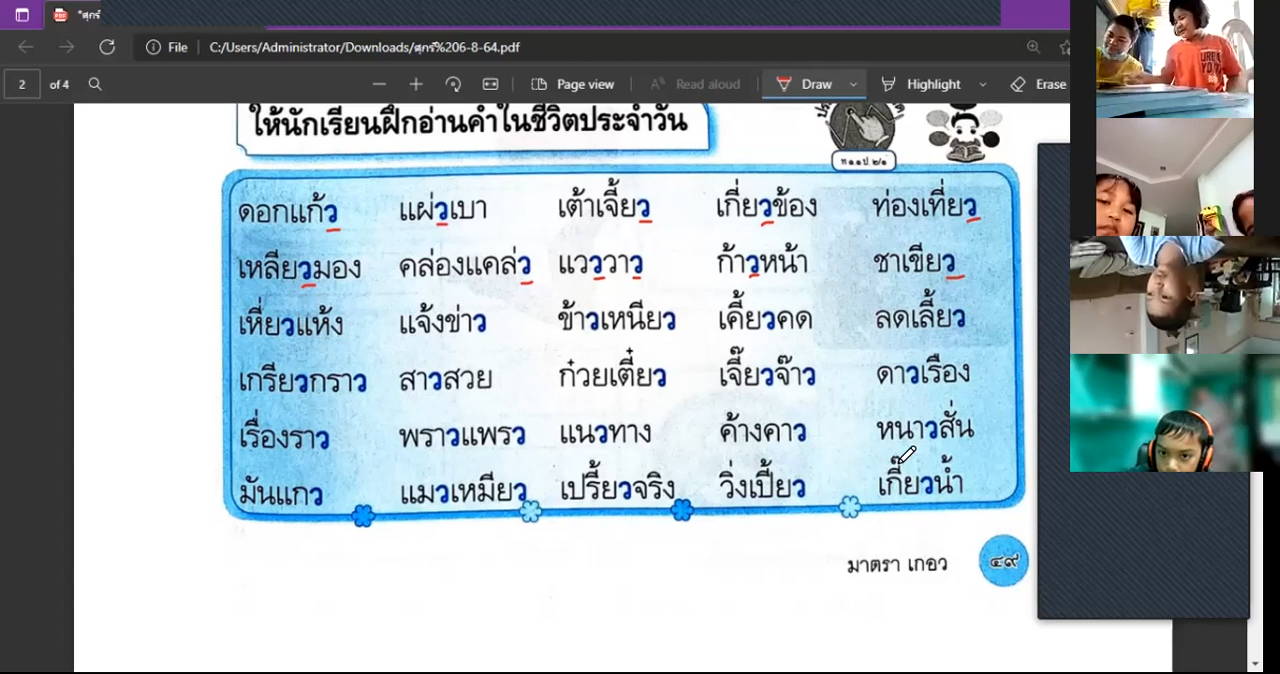 *ศุกร์
File C:/Users/Administrator/Downloads/ศุกร์%206-8-64.pdf
2 of 4 Page view Read aloud Draw Highlight Erase
ให้นักเรียนฝึกอ่านคำในชีวิตประจำวัน
ท ๑.๑ ป ๒/๑
ดอกแก้ว แผ่วเบา เต้าเจี้ยว เกี่ยวข้อง ท่องเที่ยว
เหลียวมอง คล่องแคล่ว แวววาว ก้าวหน้า ชาเขียว
เหี่ยวแห้ง แจ้งข่าว ข้าวเหนียว เคี้ยวคด ลดเลี้ยว
เกรียวกราว สาวสวย ก๋วยเตี๋ยว เจี๊ยวจ๊าว ดาวเรือง
เรื่องราว พราวแพรว แนวทาง ค้างคาว หนาวสั่น
มันแกว แมวเหมียว เปรี้ยวจริง วิ่งเปี้ยว เกี๊ยวน้ำ
มาตรา เกอว ๔๙